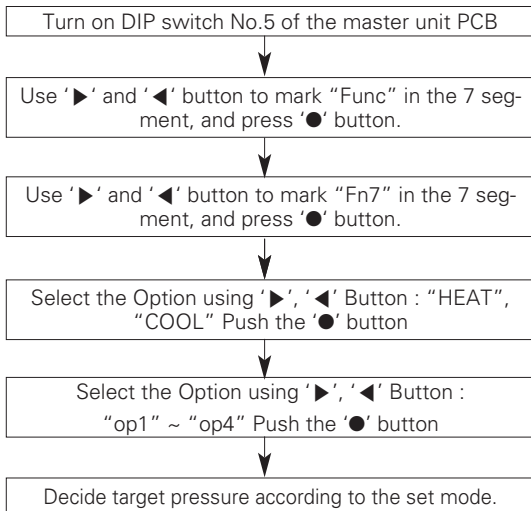 Turn on DIP switch No.5 of the master unit PCB
Use ‘▶’ and ‘◀‘ button to mark “Func” in the 7 seg-
ment, and press ‘●’ button.
Use ‘▶’ and ‘◀‘ button to mark “Fn7” in the 7 seg-
ment, and press ‘●’ button.
Select the Option using ‘▶’, ‘◀‘ Button : “HEAT”,
“COOL” Push the ‘●’ button
Select the Option using ‘▶’, ‘◀‘ Button :
“op1” ~ “op4” Push the ‘●’ button
Decide target pressure according to the set mode.